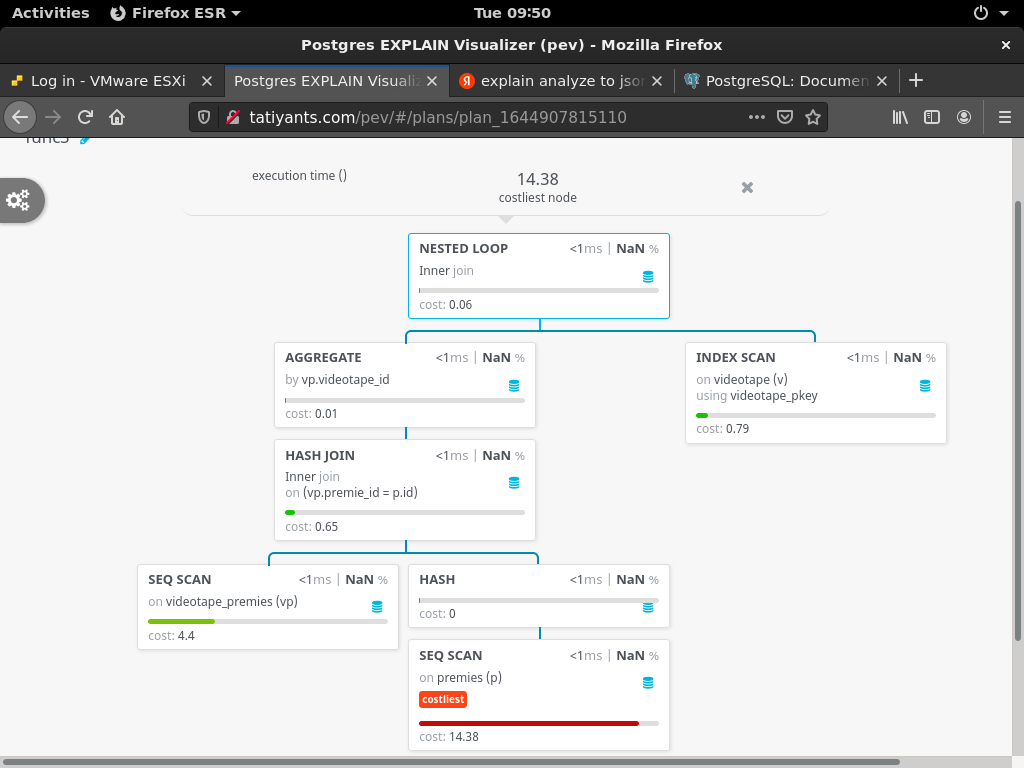 Activities Firefox ESR Tue 09:50
Postgres EXPLAIN Visualizer (pev) - Mozilla Firefox
Log in - VMware ESXi Postgres EXPLAIN Visualiz explain analyze to jso PostgreSQL: Documen
tatiyants.com/pev/#/plans/plan_1644907815110
execution time () 14.38
costliest node
NESTED LOOP <1ms | NaN %
Inner join
cost: 0.06
AGGREGATE <1ms | NaN %
by vp.videotape_id
cost: 0.01
INDEX SCAN <1ms | NaN %
on videotape (v)
using videotape_pkey
cost: 0.79
HASH JOIN <1ms | NaN %
Inner join
on (vp.premie_id = p.id)
cost: 0.65
SEQ SCAN <1ms | NaN %
on videotape_premies (vp)
cost: 4.4
HASH <1ms | NaN %
cost: 0
SEQ SCAN <1ms | NaN %
on premies (p)
costliest
cost: 14.38